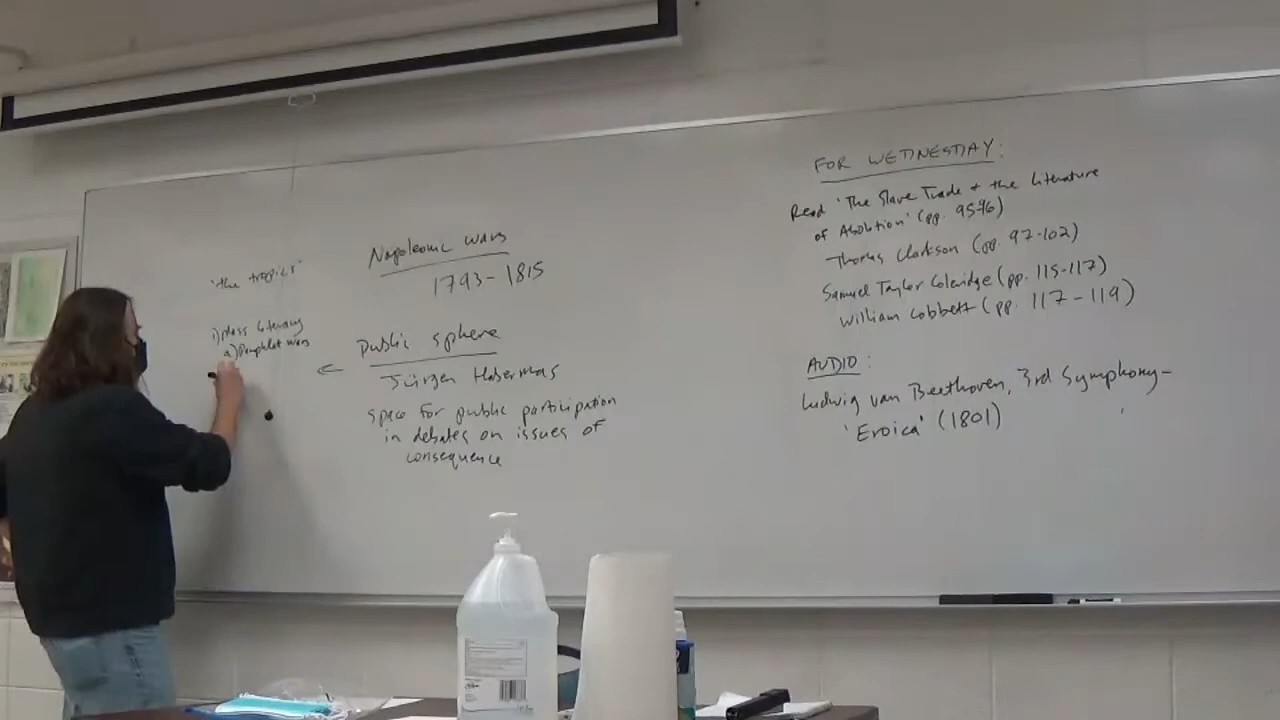 'the tropics'
1) Mass literacy
a) Pamphlet wars
Napoleonic wars
1793 - 1815
Public sphere
←
Jürgen Habermas
space for public participation
in debates on issues of
consequence
FOR WEDNESDAY:
Read 'The Slave Trade + the Literature
of Abolition' (pp. 95-96)
Thomas Clarkson (pp. 97-102)
Samuel Taylor Coleridge (pp. 115-117)
William Cobbett (pp. 117-119)
AUDIO:
Ludwig van Beethoven, 3rd Symphony-
'Eroica' (1801)